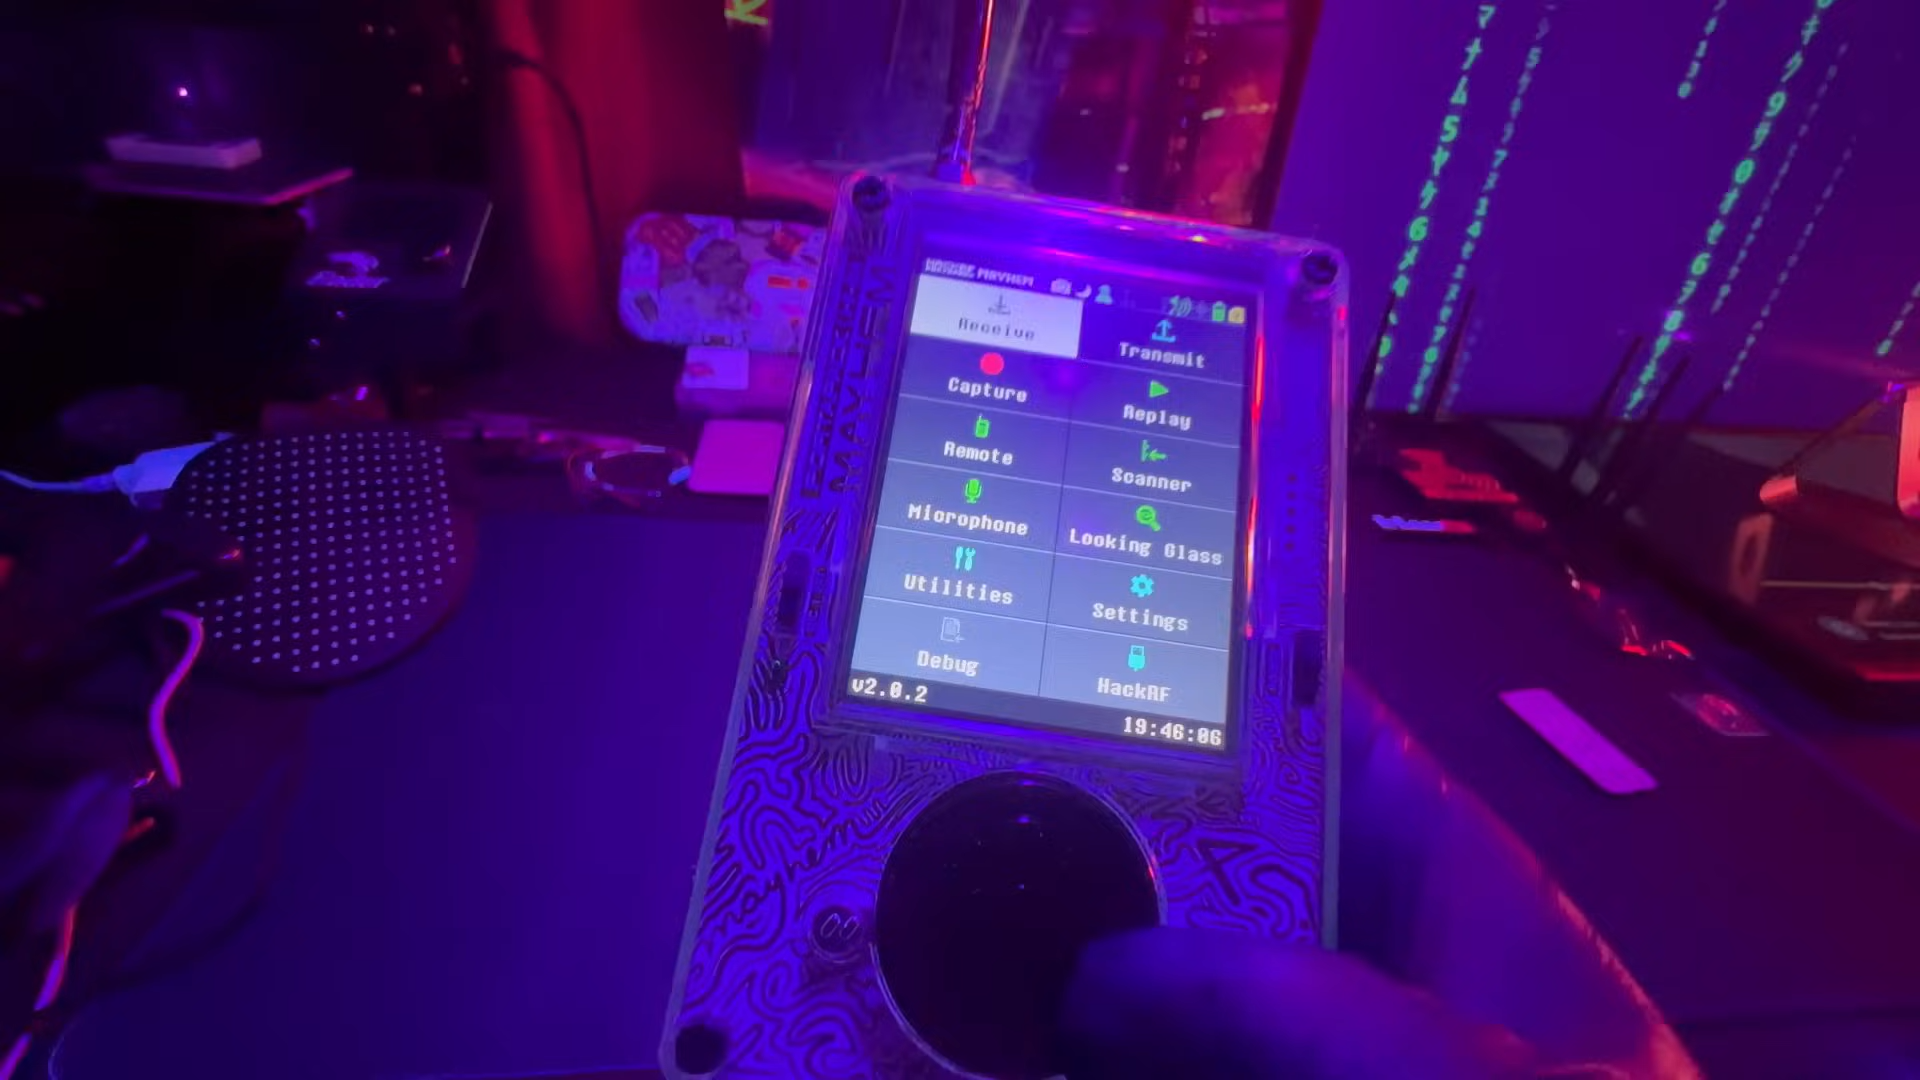 MAYHEM
Receive
Transmit
Capture
Replay
Remote
Scanner
Microphone
Looking Glass
Utilities
Settings
Debug
HackRF
v2.0.2
19:46:06
MAYHEM